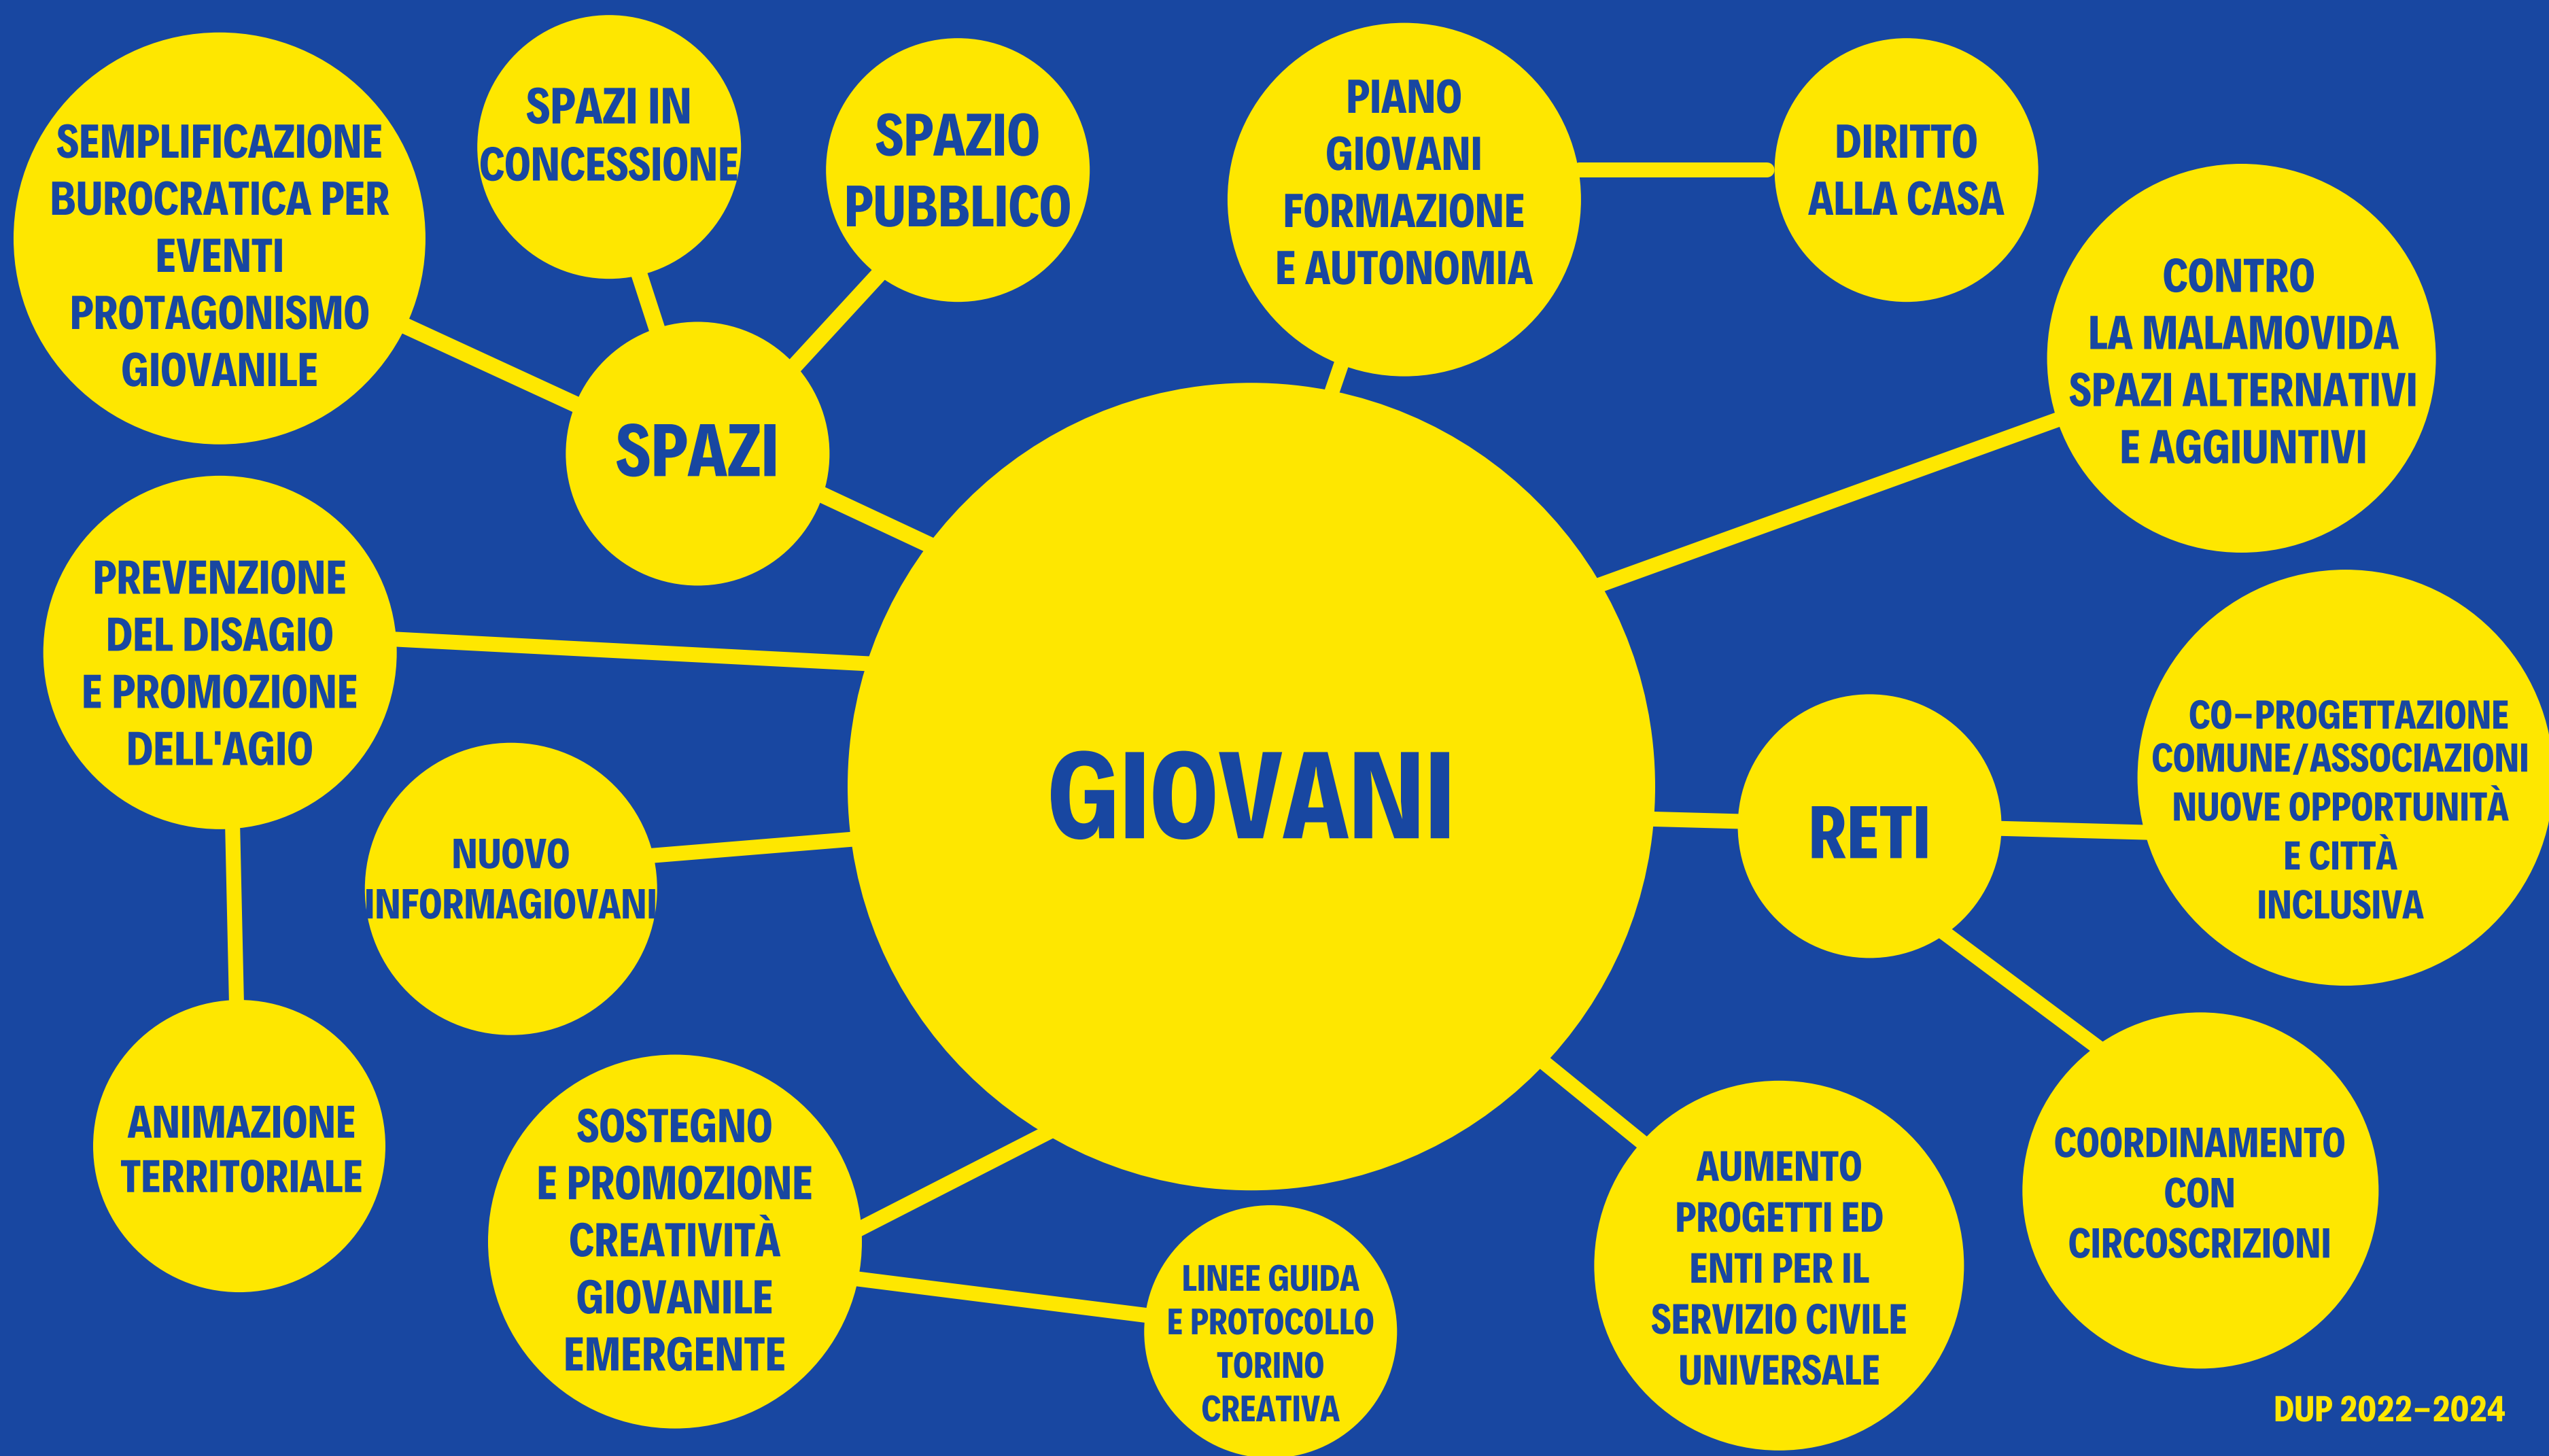 SEMPLIFICAZIONE
BUROCRATICA PER
EVENTI
PROTAGONISMO
GIOVANILE
SPAZI IN
CONCESSIONE
SPAZIO
PUBBLICO
PIANO
GIOVANI
FORMAZIONE
E AUTONOMIA
DIRITTO
ALLA CASA
CONTRO
LA MALAMOVIDA
SPAZI ALTERNATIVI
E AGGIUNTIVI
SPAZI
PREVENZIONE
DEL DISAGIO
E PROMOZIONE
DELL'AGIO
GIOVANI
RETI
CO–PROGETTAZIONE
COMUNE/ASSOCIAZIONI
NUOVE OPPORTUNITÀ
E CITTÀ
INCLUSIVA
NUOVO
INFORMAGIOVANI
ANIMAZIONE
TERRITORIALE
SOSTEGNO
E PROMOZIONE
CREATIVITÀ
GIOVANILE
EMERGENTE
LINEE GUIDA
E PROTOCOLLO
TORINO
CREATIVA
AUMENTO
PROGETTI ED
ENTI PER IL
SERVIZIO CIVILE
UNIVERSALE
COORDINAMENTO
CON
CIRCOSCRIZIONI
DUP 2022–2024